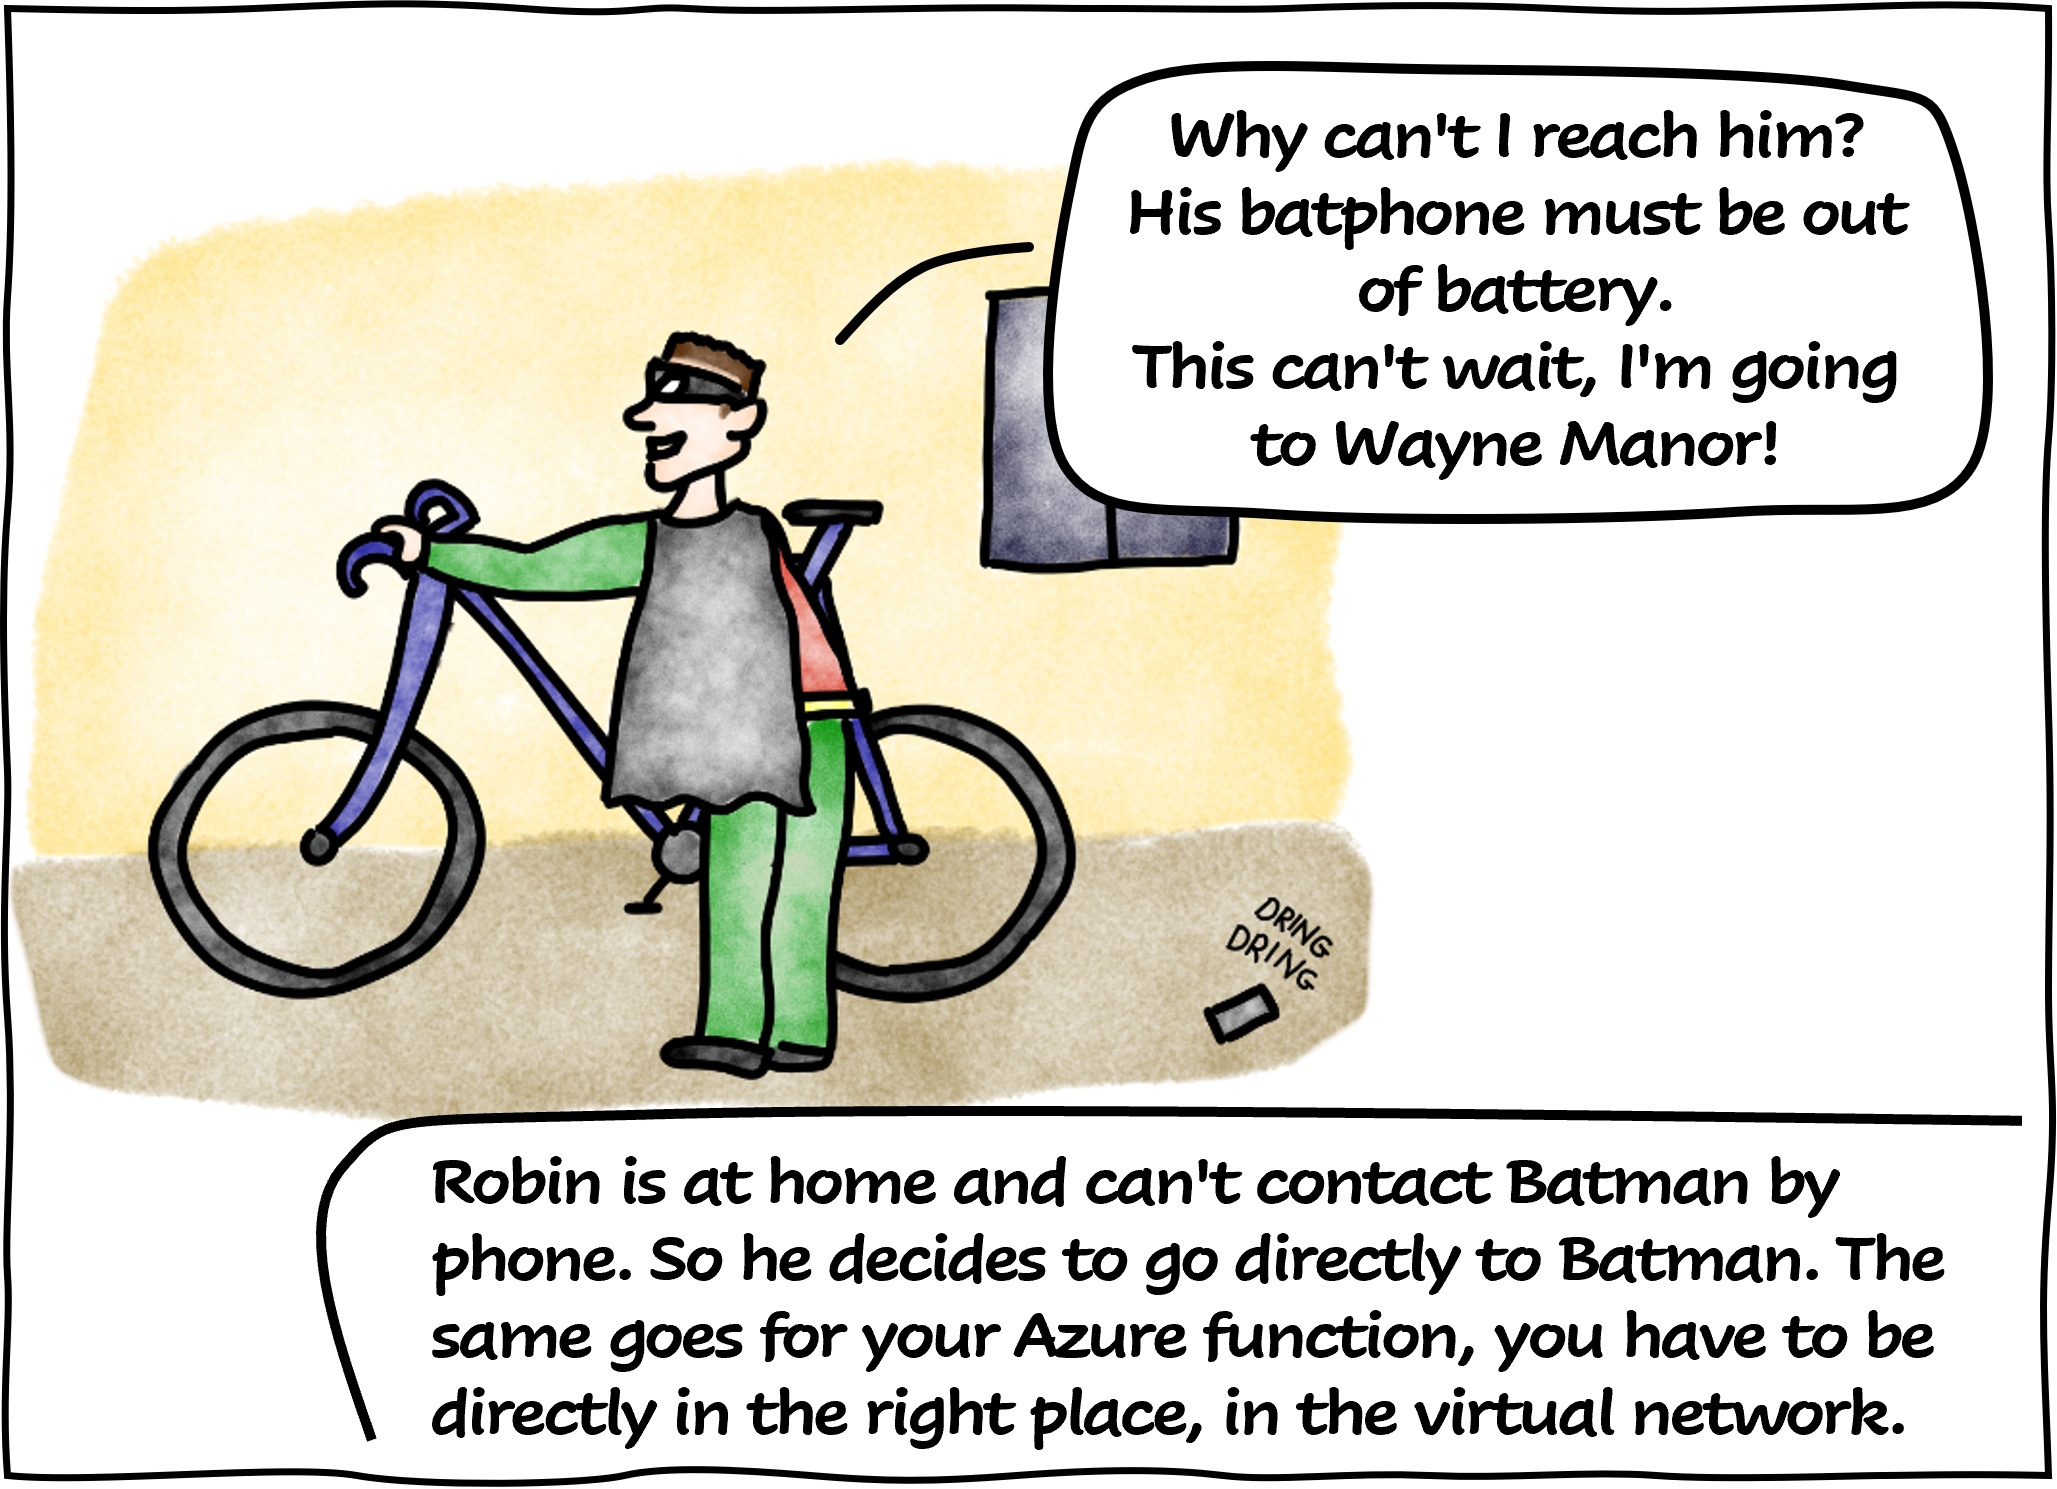 Why can't I reach him?
His batphone must be out
of battery.
This can't wait, I'm going
to Wayne Manor!
DRING
DRING
Robin is at home and can't contact Batman by
phone. So he decides to go directly to Batman. The
same goes for your Azure function, you have to be
directly in the right place, in the virtual network.